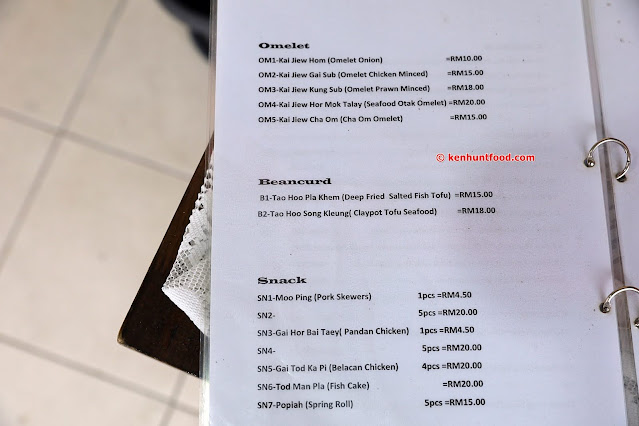 Omelet
OM1-Kai Jiew Hom (Omelet Onion) =RM10.00
OM2-Kai Jiew Gai Sub (Omelet Chicken Minced) =RM15.00
OM3-Kai Jiew Kung Sub (Omelet Prawn Minced) =RM18.00
OM4-Kai Jiew Hor Mok Talay (Seafood Otak Omelet) =RM20.00
OM5-Kai Jiew Cha Om (Cha Om Omelet) =RM15.00
© kenhuntfood.com
Beancurd
B1-Tao Hoo Pla Khem (Deep Fried Salted Fish Tofu) =RM15.00
B2-Tao Hoo Song Kleung( Claypot Tofu Seafood) =RM18.00
Snack
SN1-Moo Ping (Pork Skewers) 1pcs =RM4.50
SN2- 5pcs =RM20.00
SN3-Gai Hor Bai Taey( Pandan Chicken) 1pcs =RM4.50
SN4- 5pcs =RM20.00
SN5-Gai Tod Ka Pi (Belacan Chicken) 4pcs =RM20.00
SN6-Tod Man Pla (Fish Cake) =RM20.00
SN7-Popiah (Spring Roll) 5pcs =RM15.00